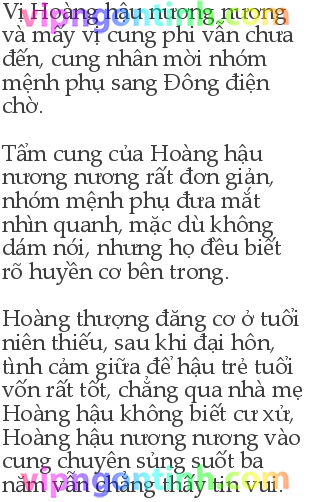 Vị Hoàng hậu nương nương
và mấy vị cung phi vẫn chưa
đến, cung nhân mời nhóm
mệnh phụ sang Đông điện
chờ.
Tẩm cung của Hoàng hậu
nương nương rất đơn giản,
nhóm mệnh phụ đưa mắt
nhìn quanh, mặc dù không
dám nói, nhưng họ đều biết
rõ huyền cơ bên trong.
Hoàng thượng đăng cơ ở tuổi
niên thiếu, sau khi đại hôn,
tình cảm giữa đế hậu trẻ tuổi
vốn rất tốt, chẳng qua nhà mẹ
Hoàng hậu không biết cư xử,
Hoàng hậu nương nương vào
cung chuyên sủng suốt ba
năm vẫn chẳng thấy tin vui.
vipngontinh.com
vipngontinh.com